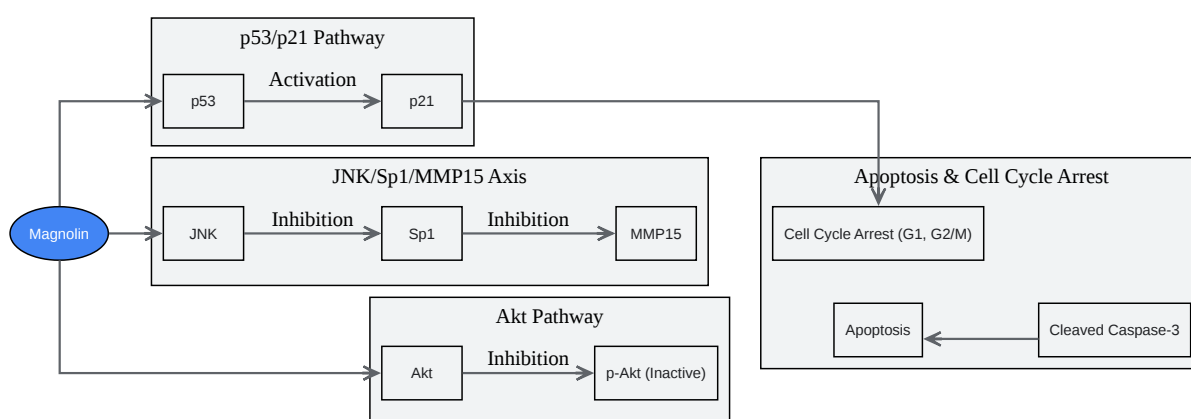 p53/p21 Pathway
p53
Activation
p21
JNK/Sp1/MMP15 Axis
Magnolin
JNK
Inhibition
Sp1
Inhibition
MMP15
Akt Pathway
Akt
Inhibition
p-Akt (Inactive)
Apoptosis & Cell Cycle Arrest
Cell Cycle Arrest (G1, G2/M)
Apoptosis
Cleaved Caspase-3